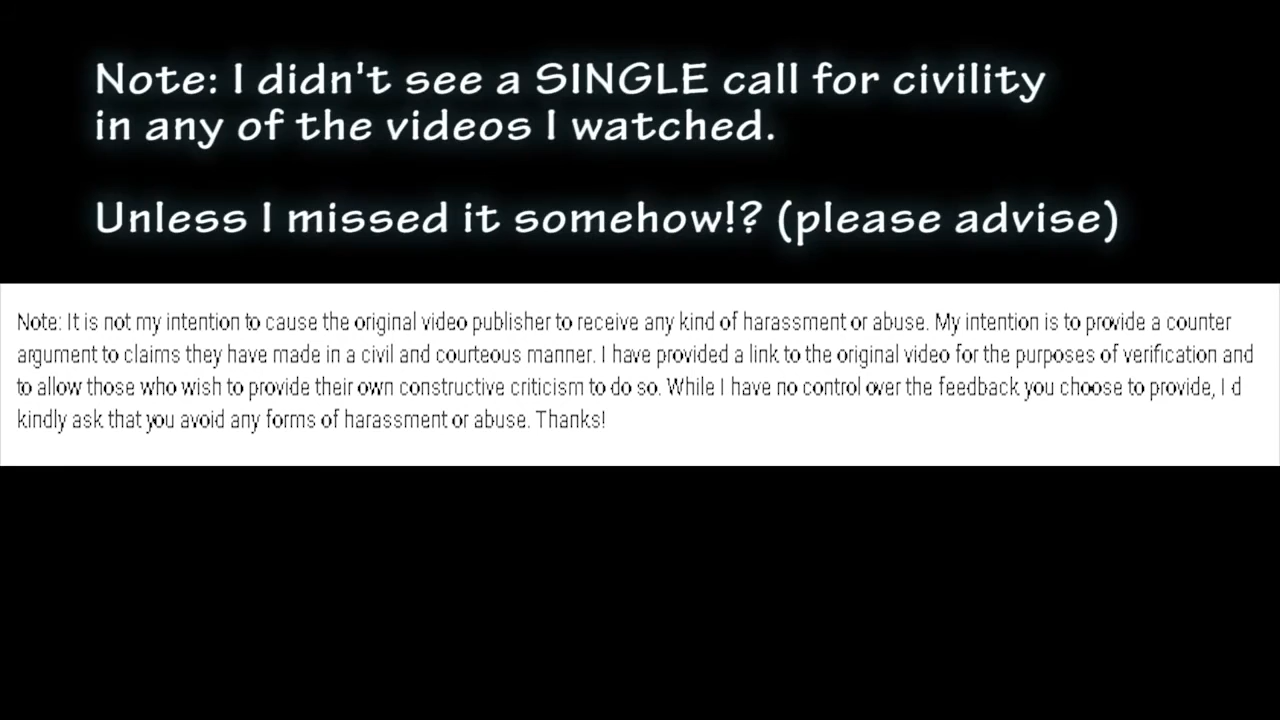 Note: I didn't see a SINGLE call for civility
in any of the videos I watched.
Unless I missed it somehow!? (please advise)
Note: It is not my intention to cause the original video publisher to receive any kind of harassment or abuse. My intention is to provide a counter
argument to claims they have made in a civil and courteous manner. I have provided a link to the original video for the purposes of verification and
to allow those who wish to provide their own constructive criticism to do so. While I have no control over the feedback you choose to provide, I d
kindly ask that you avoid any forms of harassment or abuse. Thanks!